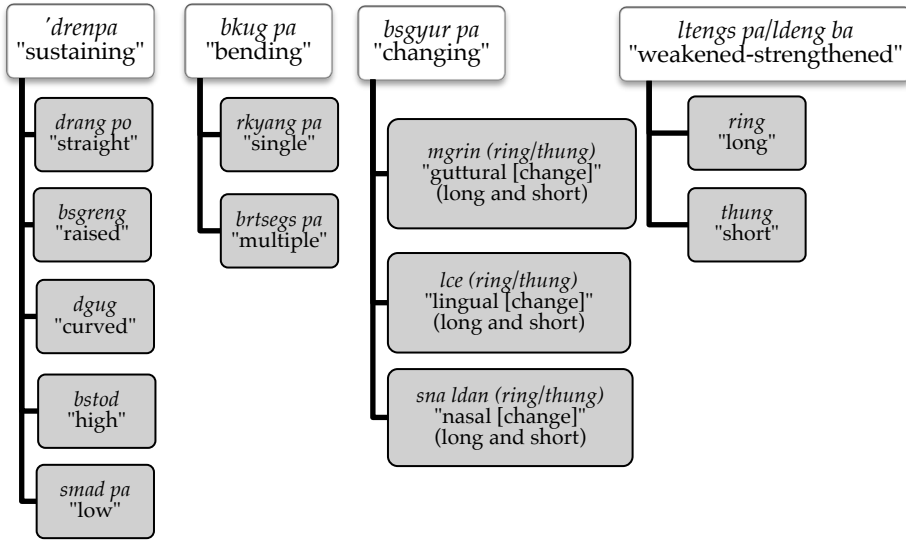 'drenpa
"sustaining"
drang po
"straight"
bsgreng
"raised"
dgug
"curved"
bstod
"high"
smad pa
"low"
bkug pa
"bending"
rkyang pa
"single"
brtsegs pa
"multiple"
bsgyur pa
"changing"
mgrin (ring/thung)
"guttural [change]"
(long and short)
lce (ring/thung)
"lingual [change]"
(long and short)
sna ldan (ring/thung)
"nasal [change]"
(long and short)
ltengs pa/ldeng ba
"weakened-strengthened"
ring
"long"
thung
"short"